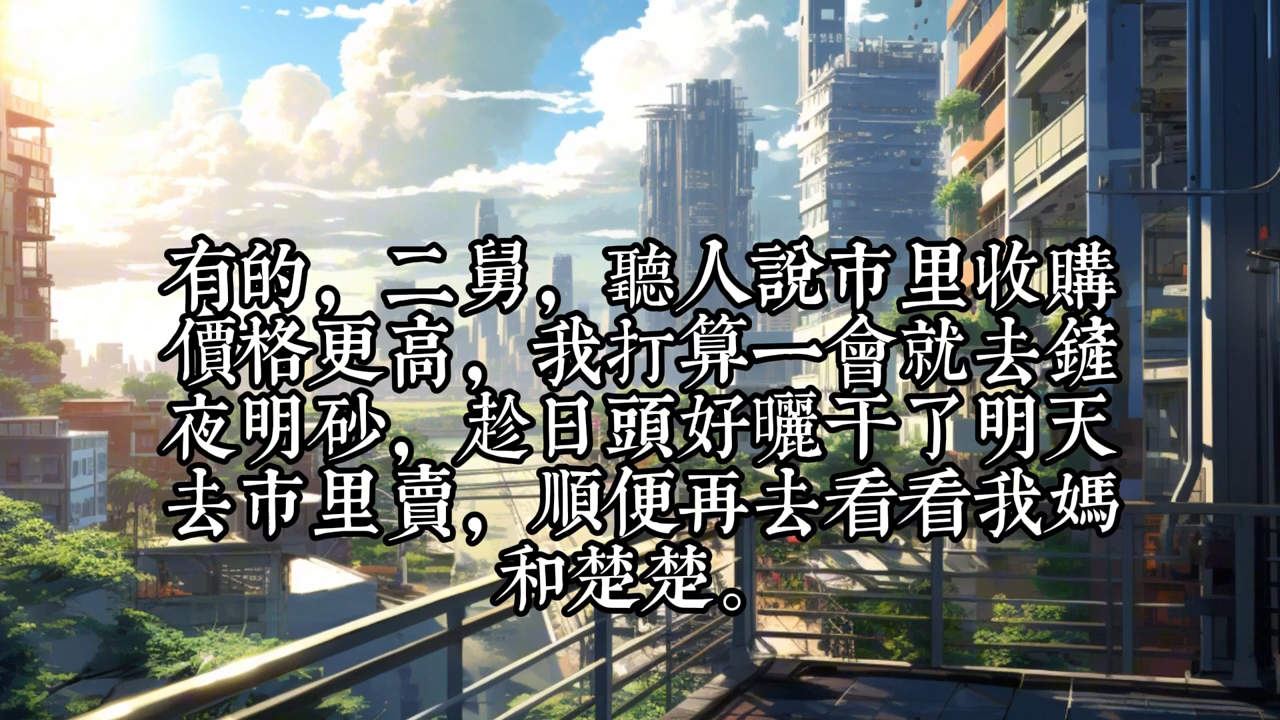 有的，二舅，聽人說市里收購
價格更高，我打算一會就去鏟
夜明砂，趁日頭好曬干了明天
去市里賣，順便再去看看我媽
和楚楚。